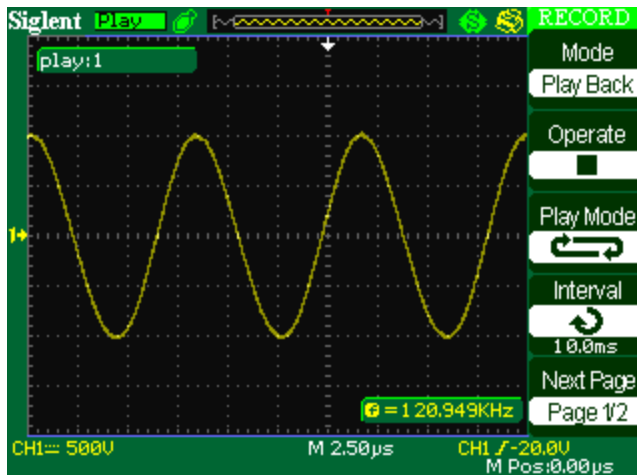 Siglent Play RECORD
play:1
Mode
Play Back
Operate
Play Mode
Interval
10.0ms
Next Page
Page 1/2
1
f=120.949KHz
CH1 500V M 2.50µs CH1 -20.0V
M Pos:0.00µs